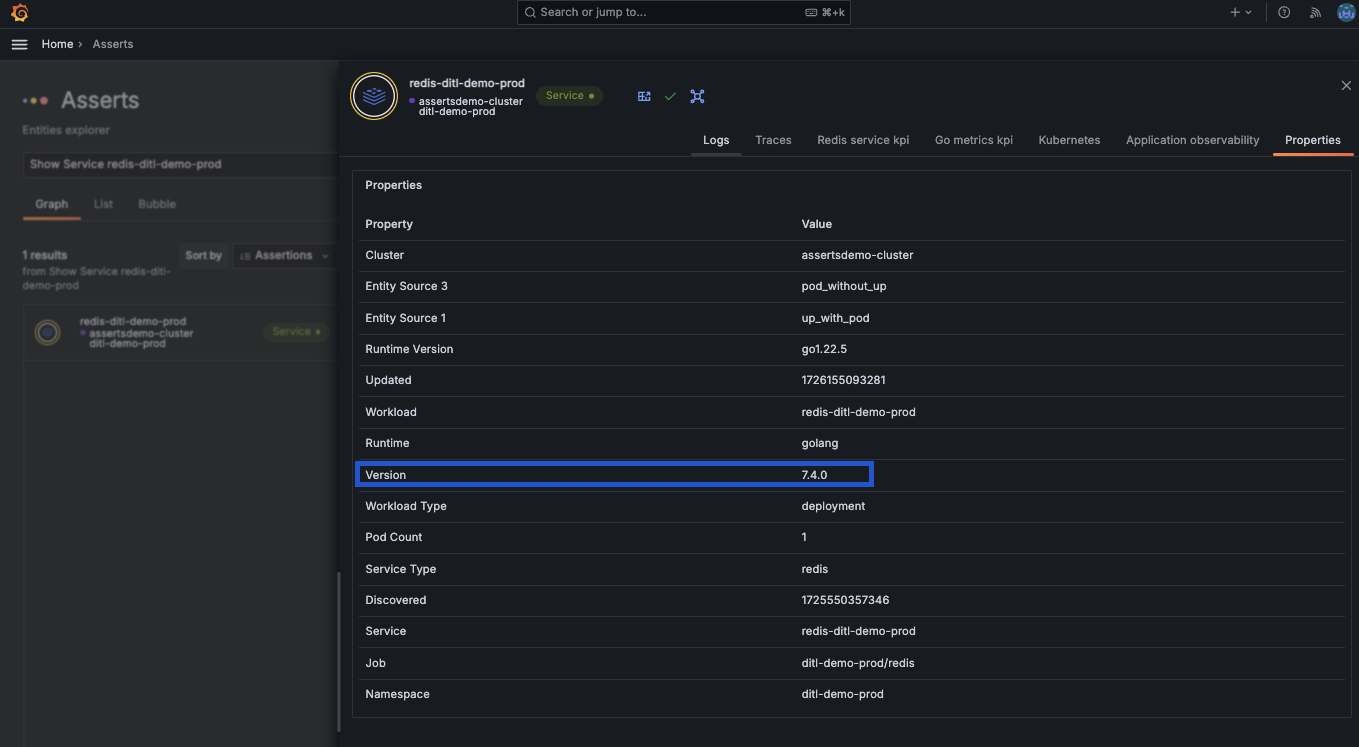 Search or jump to... ⌘+k
Home › Asserts
Asserts
Entities explorer
Show Service redis-ditl-demo-prod
Graph List Bubble
1 results
from Show Service redis-ditl-
demo-prod
Sort by Assertions
redis-ditl-demo-prod
assertsdemo-cluster
ditl-demo-prod
Service
redis-ditl-demo-prod
assertsdemo-cluster
ditl-demo-prod
Service
Logs Traces Redis service kpi Go metrics kpi Kubernetes Application observability Properties
Properties
Property Value
Cluster assertsdemo-cluster
Entity Source 3 pod_without_up
Entity Source 1 up_with_pod
Runtime Version go1.22.5
Updated 1726155093281
Workload redis-ditl-demo-prod
Runtime golang
Version 7.4.0
Workload Type deployment
Pod Count 1
Service Type redis
Discovered 1725550357346
Service redis-ditl-demo-prod
Job ditl-demo-prod/redis
Namespace ditl-demo-prod